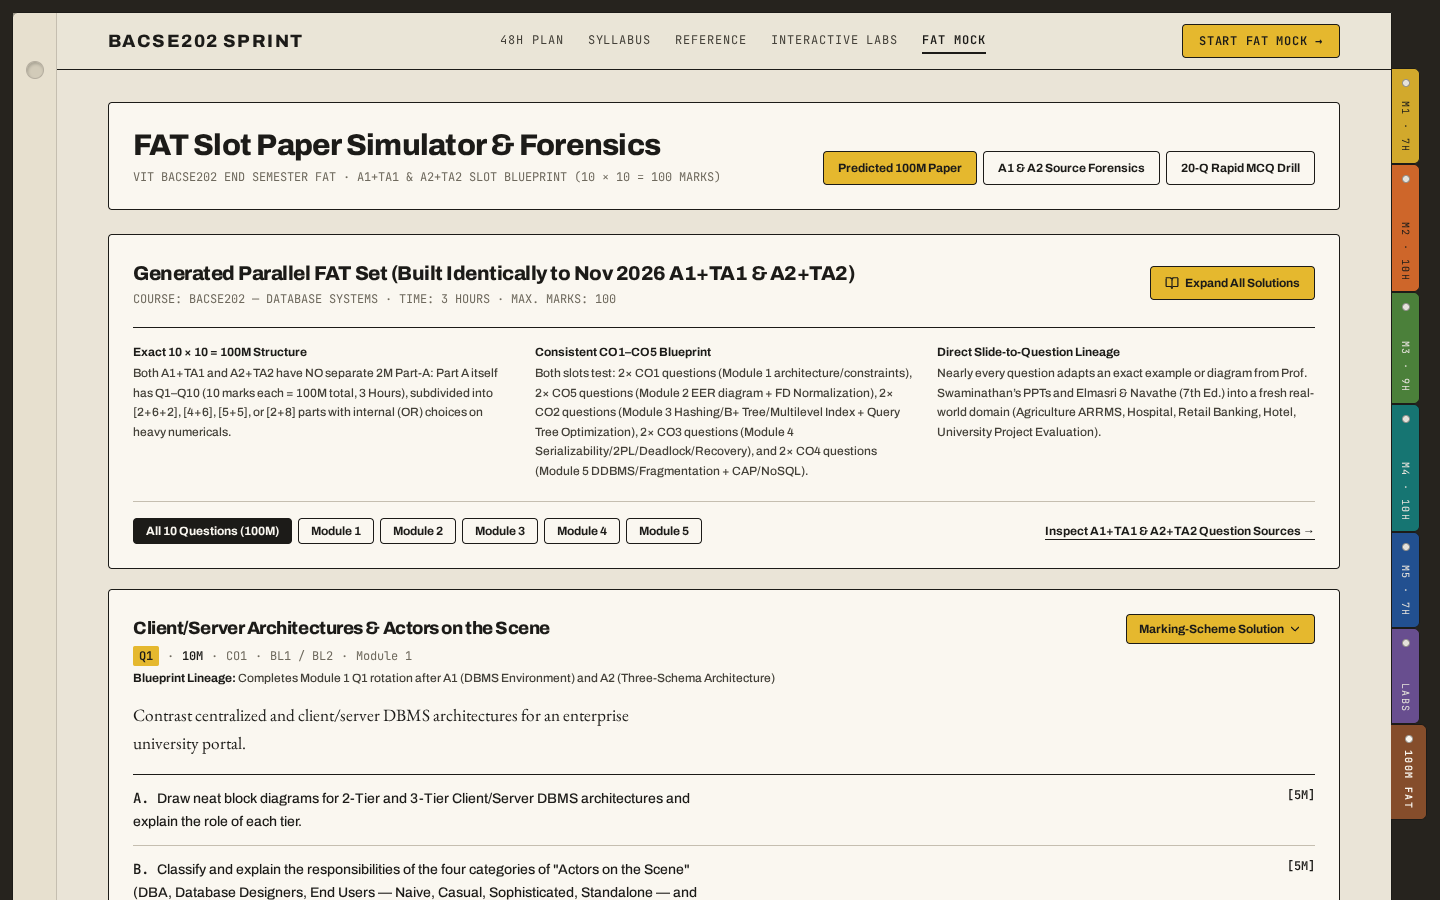 BACSE202 SPRINT
48H PLAN
SYLLABUS
REFERENCE
INTERACTIVE LABS
FAT MOCK
START FAT MOCK →
FAT Slot Paper Simulator & Forensics
VIT BACSE202 END SEMESTER FAT · A1+TA1 & A2+TA2 SLOT BLUEPRINT (10 × 10 = 100 MARKS)
Predicted 100M Paper
A1 & A2 Source Forensics
20-Q Rapid MCQ Drill
Generated Parallel FAT Set (Built Identically to Nov 2026 A1+TA1 & A2+TA2)
COURSE: BACSE202 — DATABASE SYSTEMS · TIME: 3 HOURS · MAX. MARKS: 100
Expand All Solutions
Exact 10 × 10 = 100M Structure
Both A1+TA1 and A2+TA2 have NO separate 2M Part-A: Part A itself
has Q1–Q10 (10 marks each = 100M total, 3 Hours), subdivided into
[2+6+2], [4+6], [5+5], or [2+8] parts with internal (OR) choices on
heavy numericals.
Consistent CO1–CO5 Blueprint
Both slots test: 2× CO1 questions (Module 1 architecture/constraints),
2× CO5 questions (Module 2 EER diagram + FD Normalization), 2×
CO2 questions (Module 3 Hashing/B+ Tree/Multilevel Index + Query
Tree Optimization), 2× CO3 questions (Module 4
Serializability/2PL/Deadlock/Recovery), and 2× CO4 questions
(Module 5 DDBMS/Fragmentation + CAP/NoSQL).
Direct Slide-to-Question Lineage
Nearly every question adapts an exact example or diagram from Prof.
Swaminathan's PPTs and Elmasri & Navathe (7th Ed.) into a fresh real-
world domain (Agriculture ARRMS, Hospital, Retail Banking, Hotel,
University Project Evaluation).
All 10 Questions (100M)
Module 1
Module 2
Module 3
Module 4
Module 5
Inspect A1+TA1 & A2+TA2 Question Sources →
Client/Server Architectures & Actors on the Scene
Q1 · 10M · CO1 · BL1 / BL2 · Module 1
Blueprint Lineage: Completes Module 1 Q1 rotation after A1 (DBMS Environment) and A2 (Three-Schema Architecture)
Marking-Scheme Solution
Contrast centralized and client/server DBMS architectures for an enterprise
university portal.
A. Draw neat block diagrams for 2-Tier and 3-Tier Client/Server DBMS architectures and
explain the role of each tier.
[5M]
B. Classify and explain the responsibilities of the four categories of "Actors on the Scene"
(DBA, Database Designers, End Users — Naive, Casual, Sophisticated, Standalone — and
[5M]
M1 · 7H
M2 · 10H
M3 · 9H
M4 · 10H
M5 · 7H
LABS
100M FAT